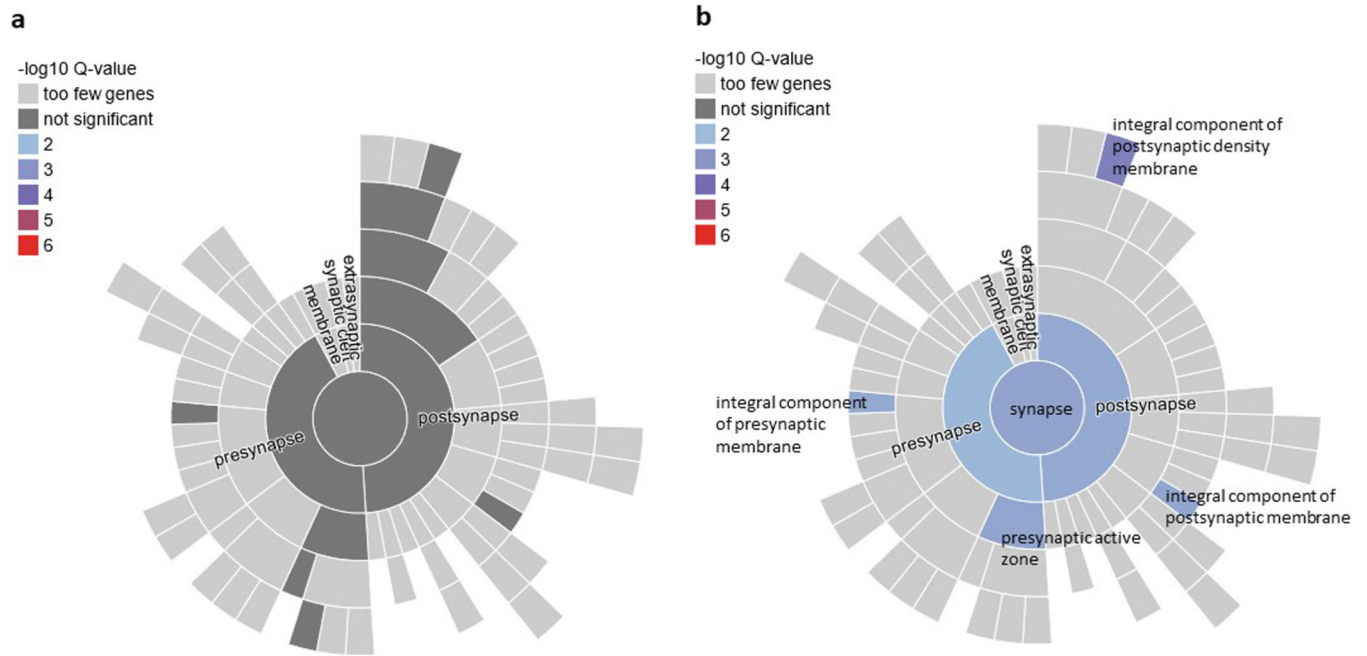 a
-log10 Q-value
too few genes
not significant
2
3
4
5
6
extrasynaptic
synaptic cleft
membrane
postsynapse
presynapse
b
-log10 Q-value
too few genes
not significant
2
3
4
5
6
integral component of
postsynaptic density
membrane
extrasynaptic
synaptic cleft
membrane
integral component
of presynaptic
membrane
synapse
postsynapse
presynapse
integral component of
postsynaptic membrane
presynaptic active
zone